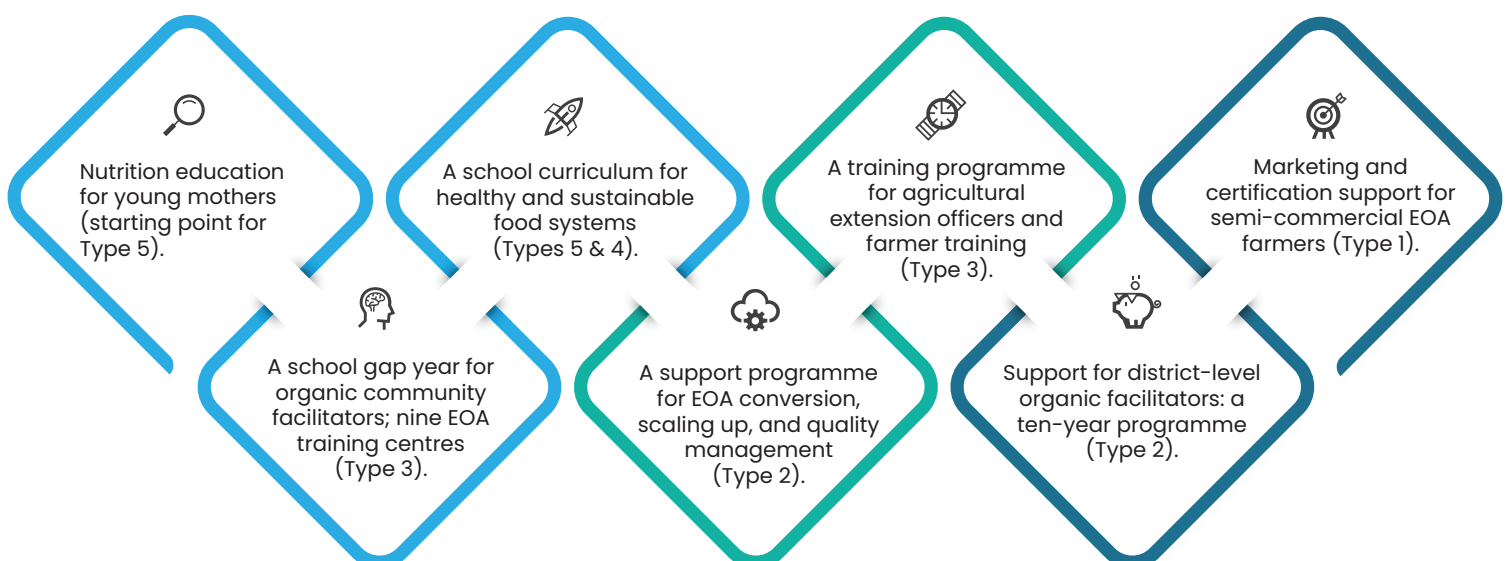 Nutrition education
for young mothers
(starting point for
Type 5).
A school gap year for
organic community
facilitators; nine EOA
training centres
(Type 3).
A school curriculum for
healthy and sustainable
food systems
(Types 5 & 4).
A support programme
for EOA conversion,
scaling up, and quality
management
(Type 2).
A training programme
for agricultural
extension officers and
farmer training
(Type 3).
Support for district-level
organic facilitators: a
ten-year programme
(Type 2).
Marketing and
certification support for
semi-commercial EOA
farmers (Type 1).